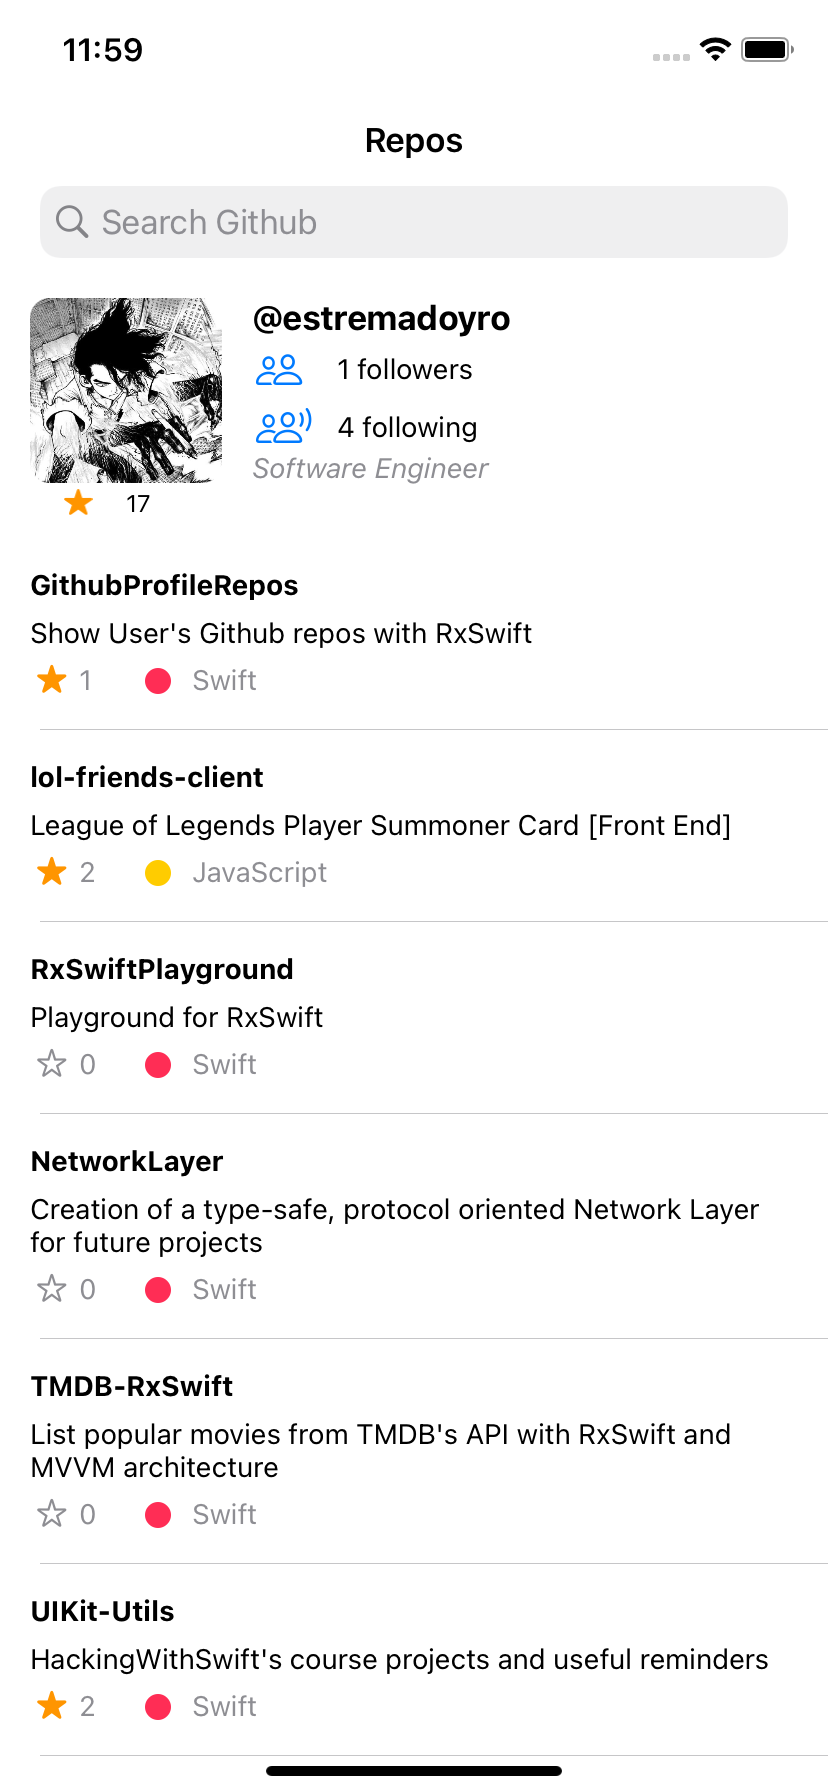 11:59
Repos
Search Github
@estremadoyro
1 followers
4 following
Software Engineer
17
GithubProfileRepos
Show User's Github repos with RxSwift
1 Swift
lol-friends-client
League of Legends Player Summoner Card [Front End]
2 JavaScript
RxSwiftPlayground
Playground for RxSwift
0 Swift
NetworkLayer
Creation of a type-safe, protocol oriented Network Layer
for future projects
0 Swift
TMDB-RxSwift
List popular movies from TMDB's API with RxSwift and
MVVM architecture
0 Swift
UIKit-Utils
HackingWithSwift's course projects and useful reminders
2 Swift